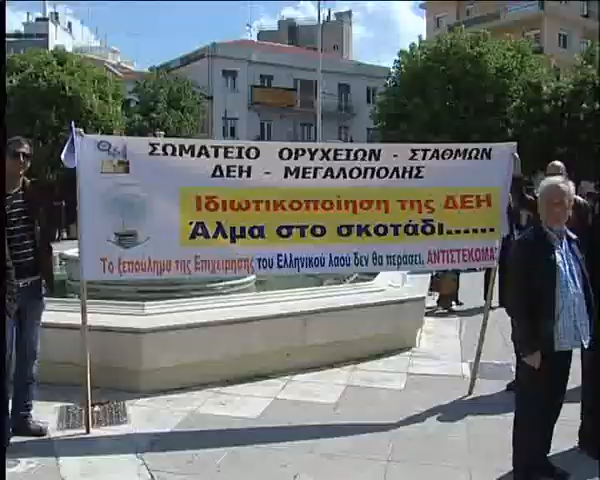 ΣΩΜΑΤΕΙΟ ΟΡΥΧΕΙΩΝ - ΣΤΑΘΜΩΝ
ΔΕΗ - ΜΕΓΑΛΟΠΟΛΗΣ
Ιδιωτικοποίηση της ΔΕΗ
Άλμα στο σκοτάδι......
Το ξεπούλημα της Επιχείρησης του Ελληνικού λαού δεν θα περάσει, ΑΝΤΙΣΤΕΚΟΜΑ